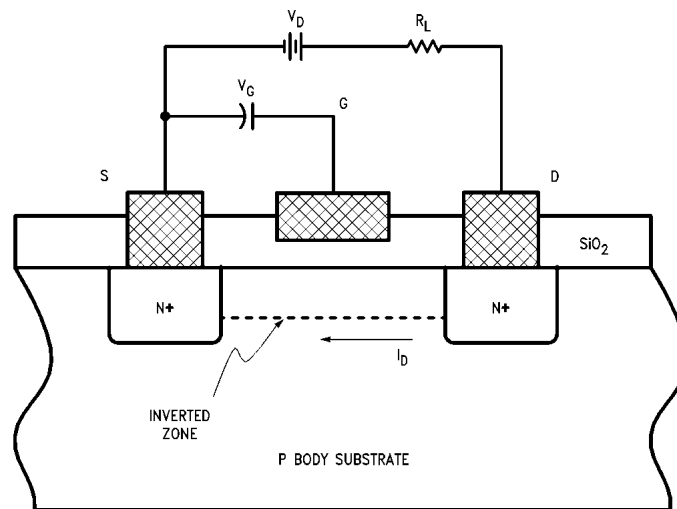 V_D
R_L
V_G
G
S
D
SiO₂
N+
N+
I_D
INVERTED
ZONE
P BODY SUBSTRATE